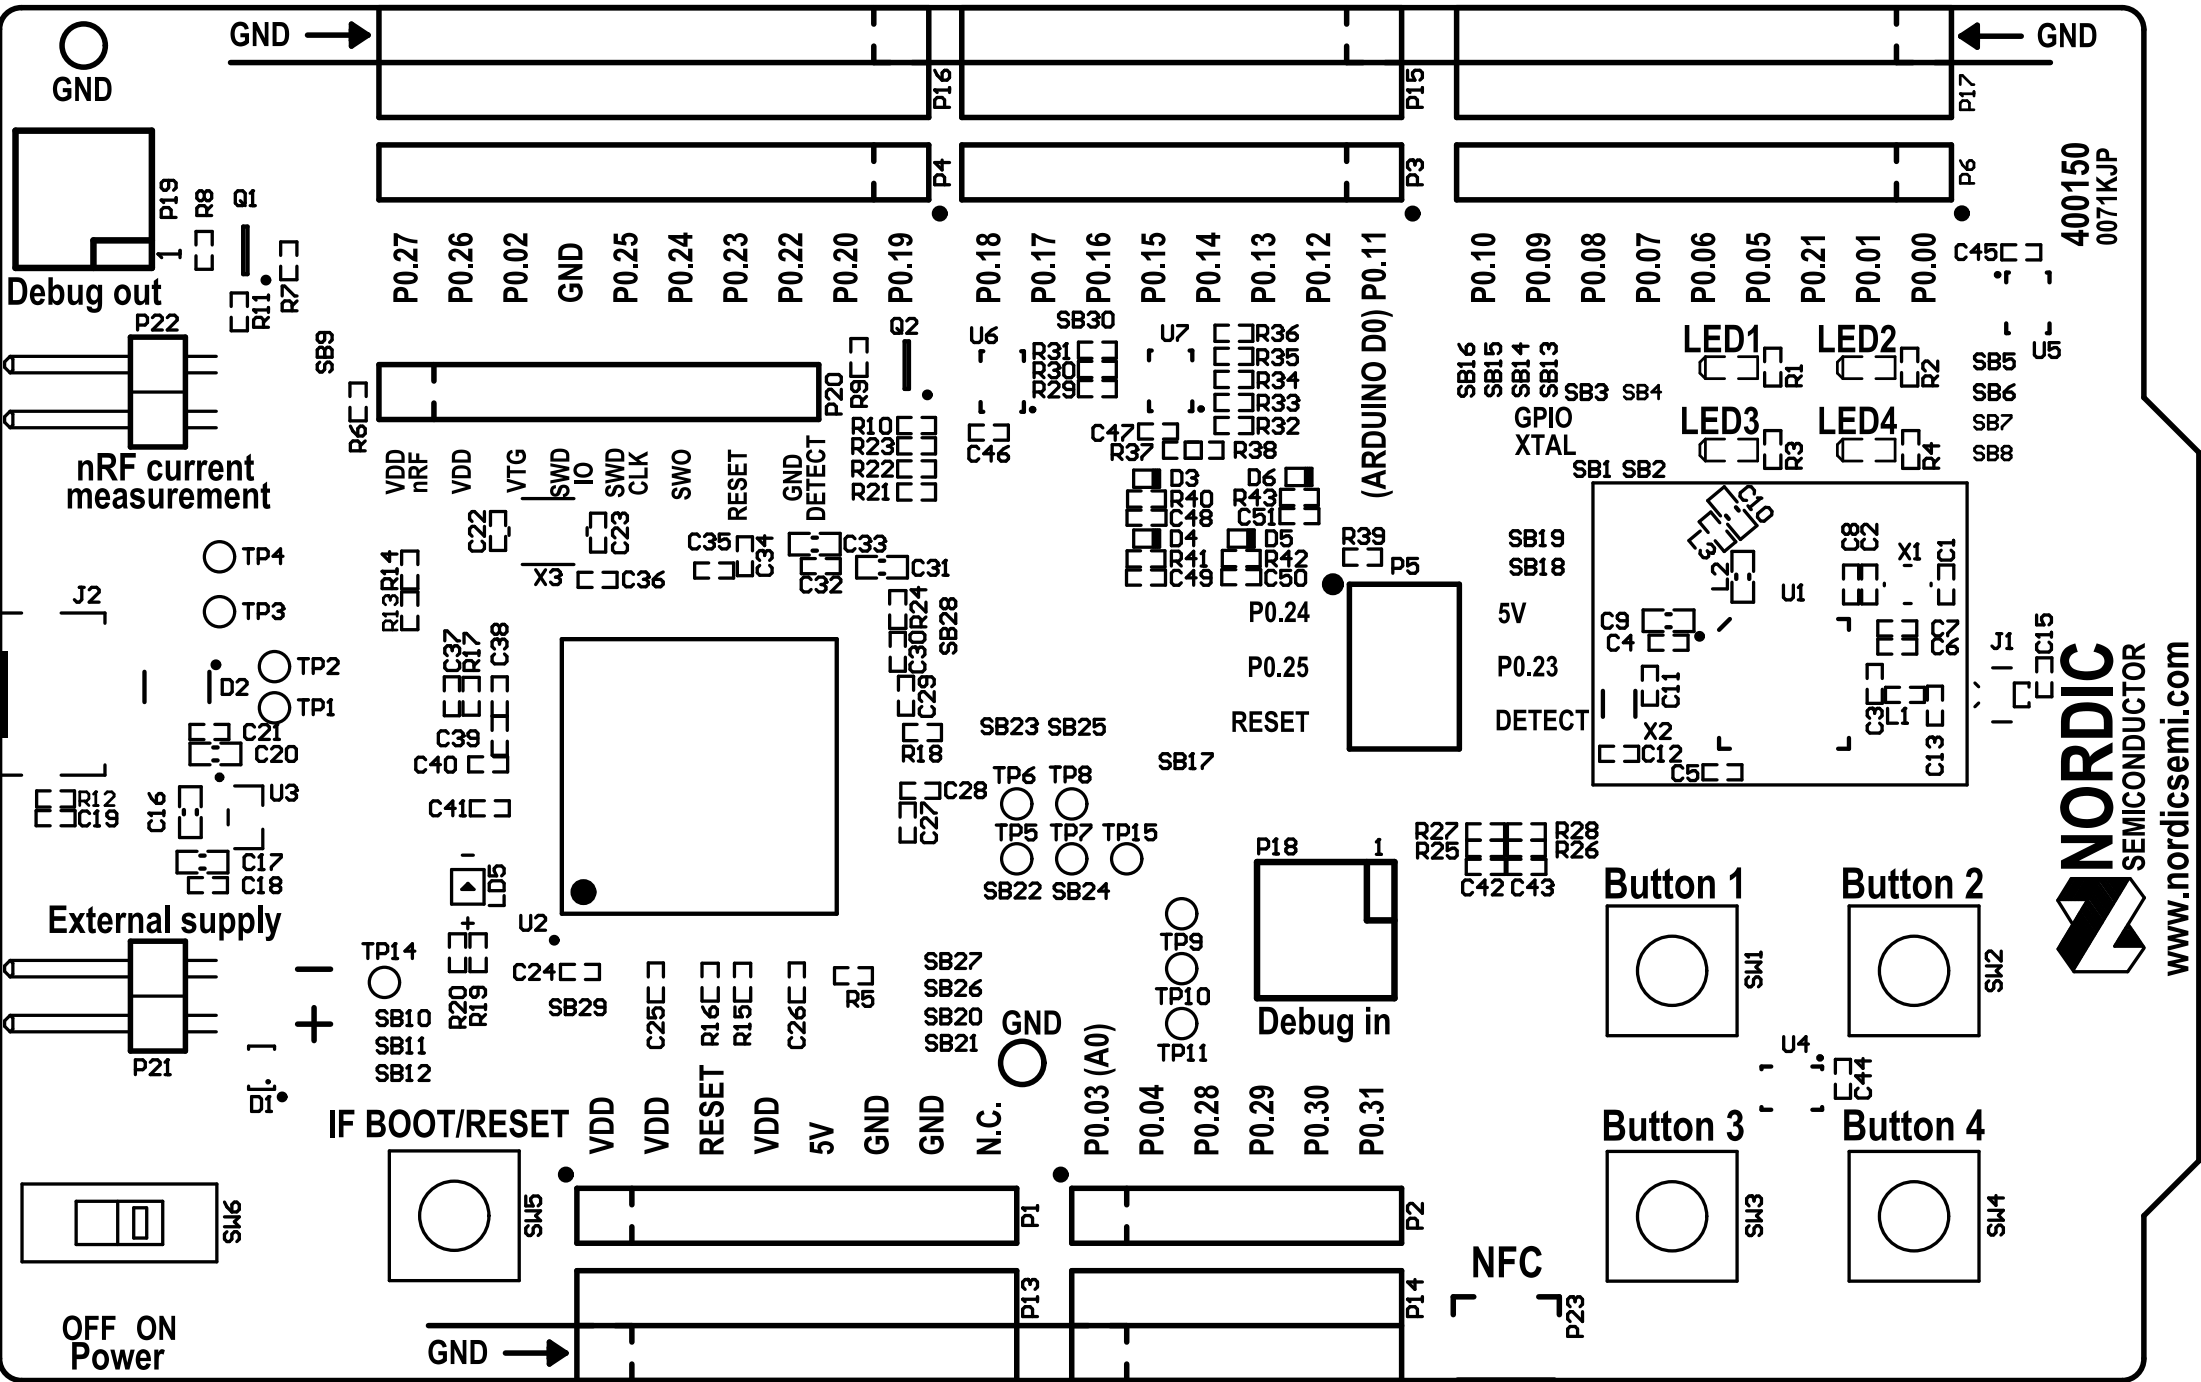 GND
GND
GND
P16
P15
P17
P4
P3
P6
P19
R8
Q1
1
R7
R11
Debug out
P0.27
P0.26
P0.02
GND
P0.25
P0.24
P0.23
P0.22
P0.20
P0.19
P0.18
P0.17
P0.16
P0.15
P0.14
P0.13
P0.12
(ARDUINO D0) P0.11
P0.10
P0.09
P0.08
P0.07
P0.06
P0.05
P0.21
P0.01
P0.00
400150
0071KJP
C45
U5
P22
SB9
R6
P20
R9
Q2
U6
SB30
U7
R31
R30
R29
R36
R35
R34
R33
R32
C46
C47
R37
R38
R10
R23
R22
R21
SB16
SB15
SB14
SB13
SB3
SB4
GPIO
XTAL
SB1
SB2
LED1
R1
LED2
R2
LED3
R3
LED4
R4
SB5
SB6
SB7
SB8
nRF current
measurement
VDD
nRF
VDD
VTG
SWD
IO
SWD
CLK
SWO
RESET
GND
DETECT
D3
R40
C48
D4
R41
C49
D6
R43
C51
D5
R42
C50
R39
P5
C22
X3
C23
C36
C35
C34
C33
C32
C31
R14
R13
TP4
TP3
TP2
TP1
J2
D2
C21
C20
U3
R12
C19
C16
C17
C18
C37
R17
C38
C39
C40
C41
R24
C30
SB28
C29
R18
C28
C27
P0.24
P0.25
RESET
5V
P0.23
DETECT
SB19
SB18
C10
L3
L2
U1
C8
C2
X1
C1
C9
C4
C7
C6
C11
C3
L1
C13
X2
C12
C5
J1
C15
NORDIC
SEMICONDUCTOR
www.nordicsemi.com
SB23
SB25
SB17
TP6
TP8
TP5
TP7
TP15
SB22
SB24
P18
1
Debug in
R27
R25
R28
R26
C42
C43
TP9
TP10
TP11
-
LD5
+
U2
C24
SB29
R20
R19
C25
R16
R15
C26
R5
SB27
SB26
SB20
SB21
GND
External supply
−
+
P21
D1
TP14
SB10
SB11
SB12
Button 1
SW1
Button 2
SW2
U4
C44
Button 3
SW3
Button 4
SW4
IF BOOT/RESET
SW5
VDD
VDD
RESET
VDD
5V
GND
GND
N.C.
P0.03 (A0)
P0.04
P0.28
P0.29
P0.30
P0.31
P1
P2
P13
P14
SW6
OFF ON
Power
GND
NFC
P23